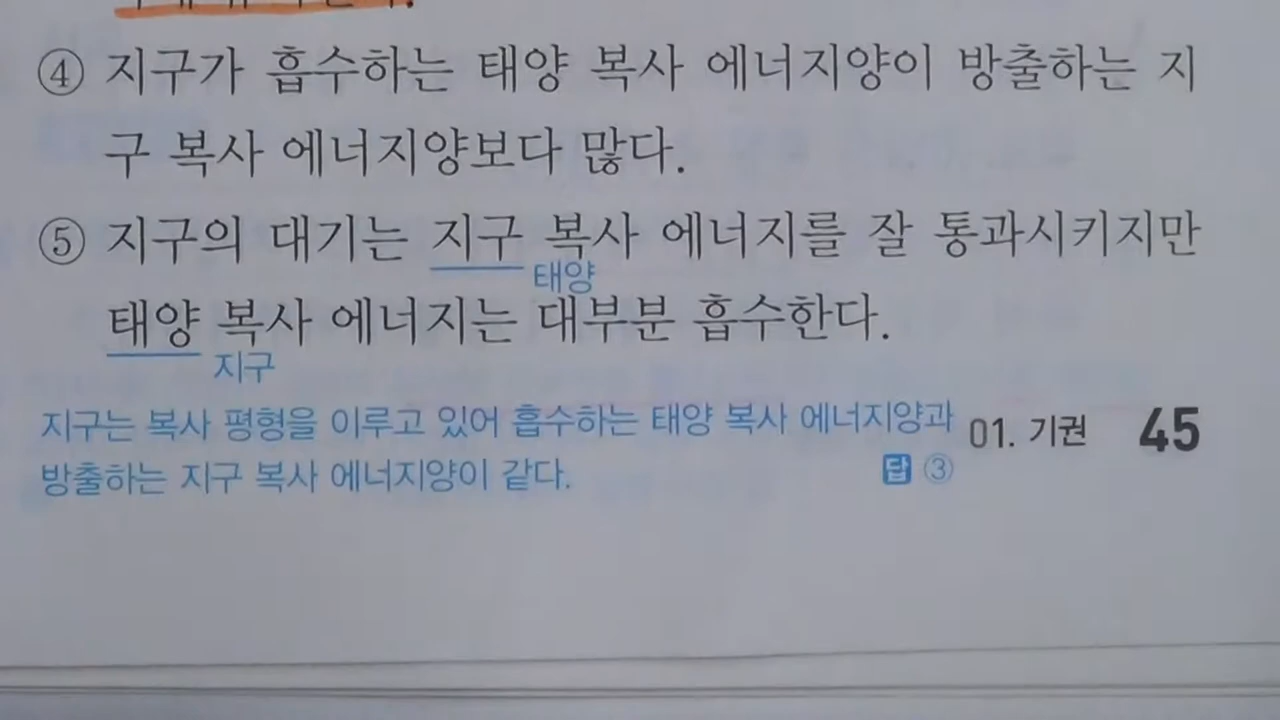 ④ 지구가 흡수하는 태양 복사 에너지양이 방출하는 지
구 복사 에너지양보다 많다.
⑤ 지구의 대기는 지구 복사 에너지를 잘 통과시키지만
태양
태양 복사 에너지는 대부분 흡수한다.
지구
지구는 복사 평형을 이루고 있어 흡수하는 태양 복사 에너지양과
방출하는 지구 복사 에너지양이 같다.
답 ③
01. 기권 45